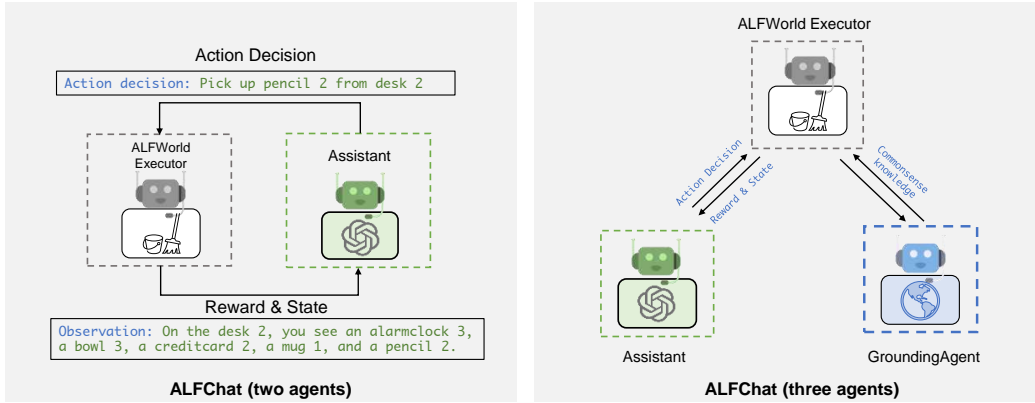 Action Decision
Action decision: Pick up pencil 2 from desk 2
ALFWorld
Executor
Assistant
Reward & State
Observation: On the desk 2, you see an alarmclock 3,
a bowl 3, a creditcard 2, a mug 1, and a pencil 2.
ALFChat (two agents)
ALFWorld Executor
Action Decision
Reward & State
Commonsense
knowledge
Assistant
GroundingAgent
ALFChat (three agents)